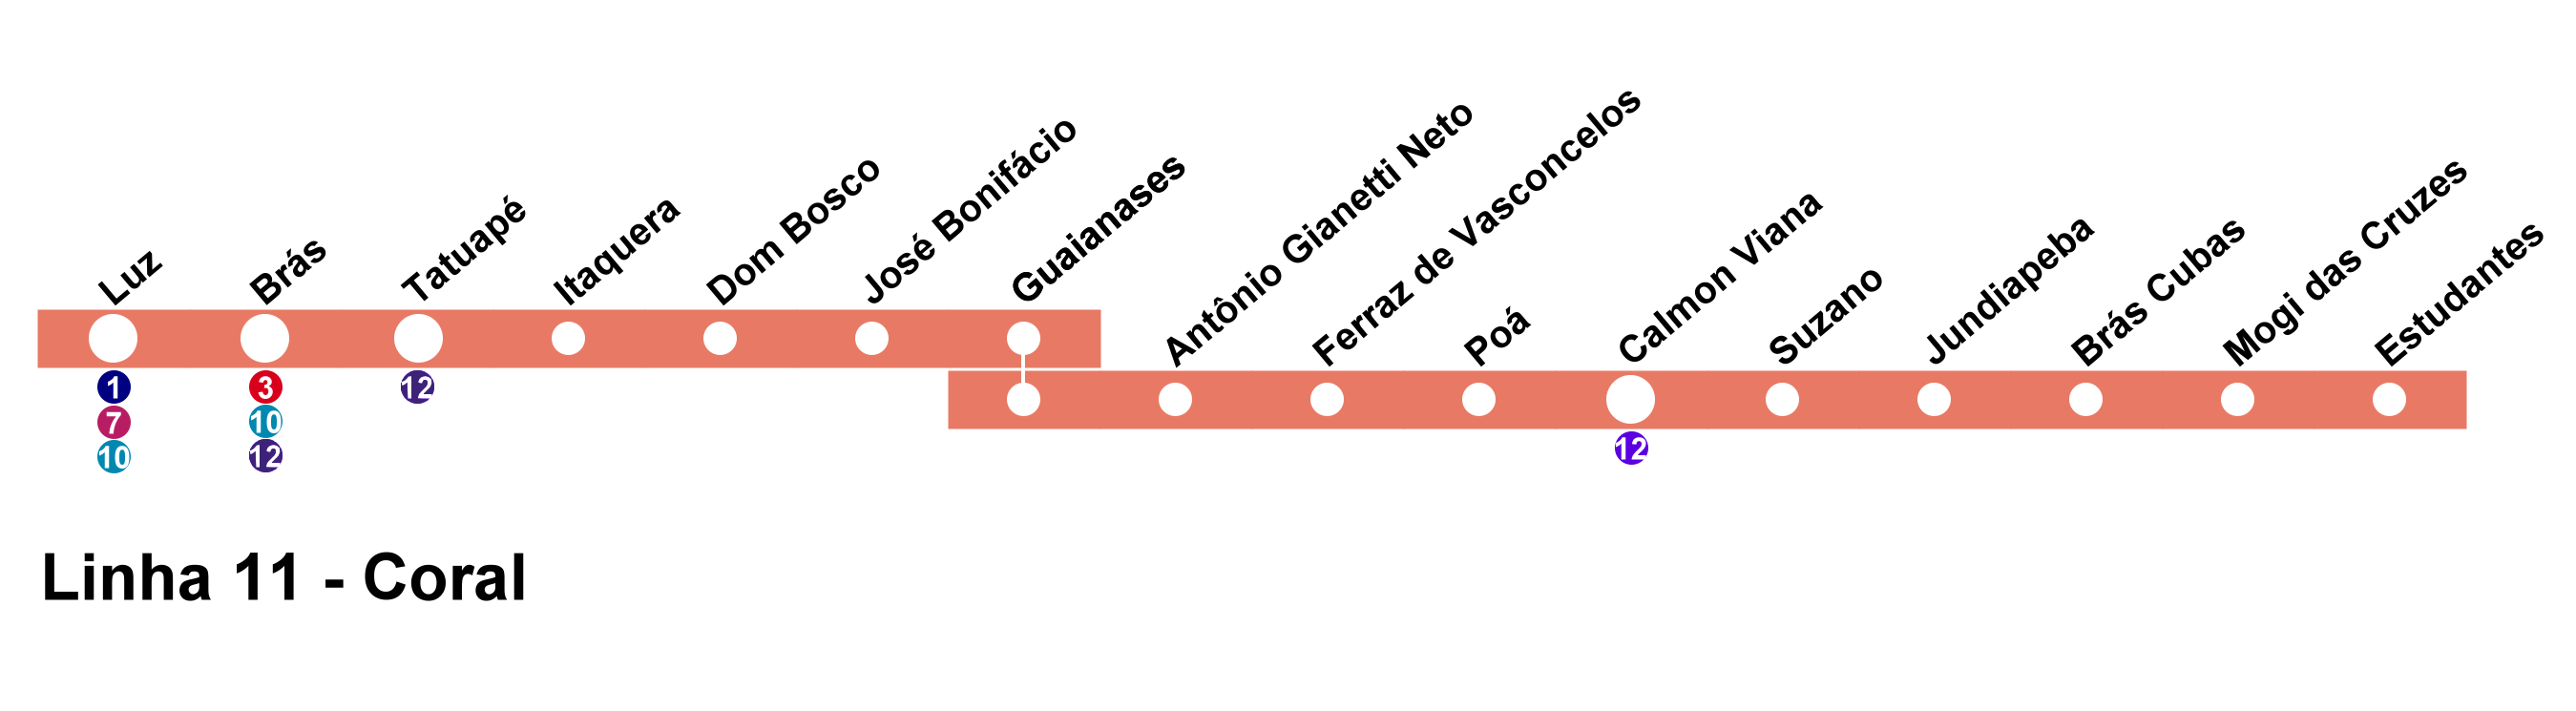 Luz
Brás
Tatuapé
Itaquera
Dom Bosco
José Bonifácio
Guaianases
Antônio Gianetti Neto
Ferraz de Vasconcelos
Poá
Calmon Viana
Suzano
Jundiapeba
Brás Cubas
Mogi das Cruzes
Estudantes
1
7
10
3
10
12
12
12
Linha 11 - Coral